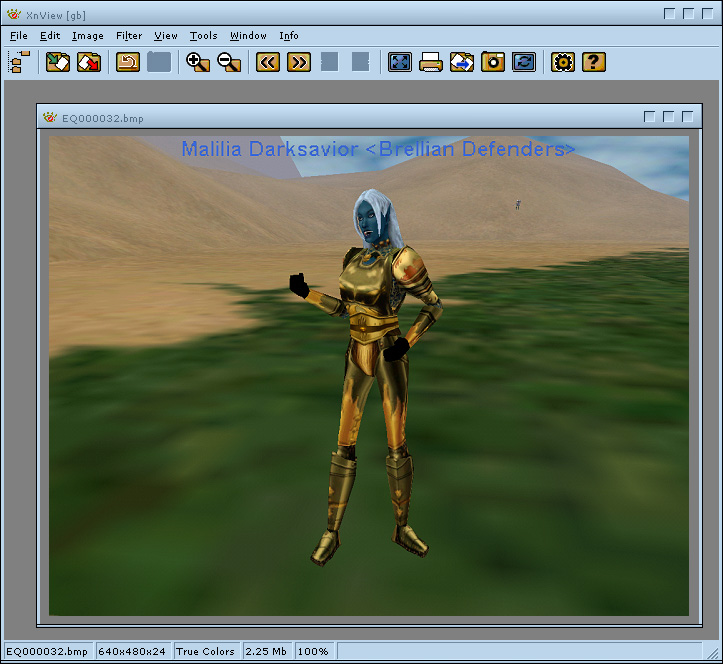 XnView [gb]
File Edit Image Filter View Tools Window Info
EQ000032.bmp
Malilia Darksavior <Brellian Defenders>
EQ000032.bmp 640x480x24 True Colors 2.25 Mb 100%